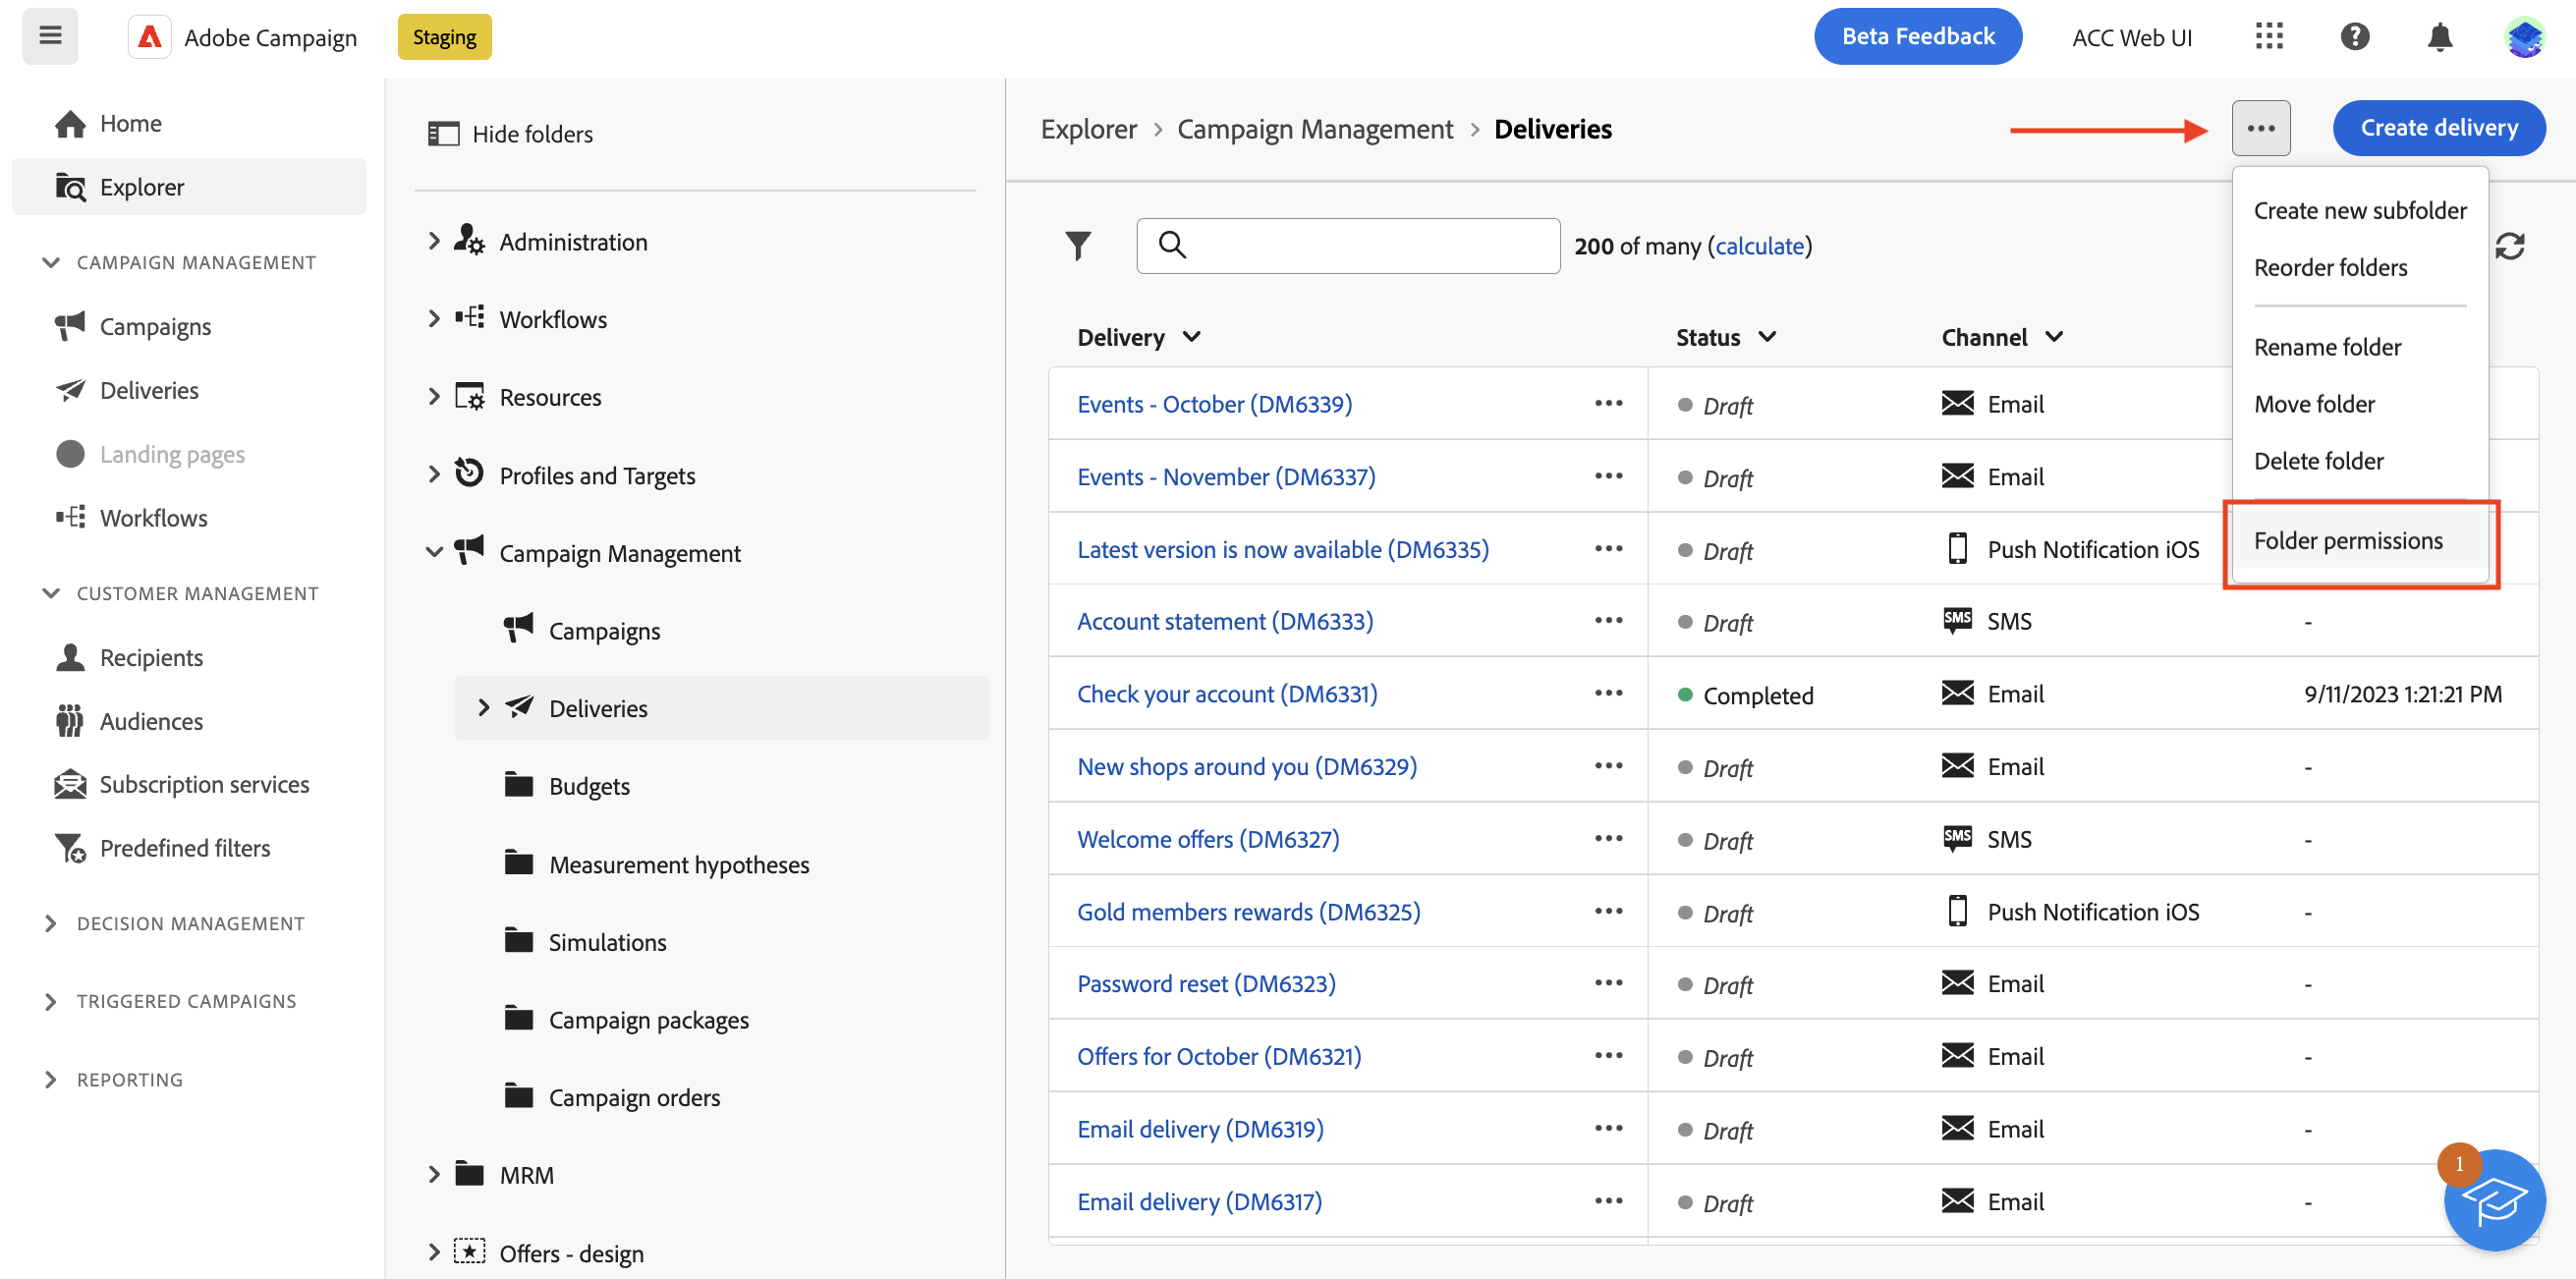 Adobe Campaign
Staging
Beta Feedback
ACC Web UI
Home
Explorer
CAMPAIGN MANAGEMENT
Campaigns
Deliveries
Landing pages
Workflows
CUSTOMER MANAGEMENT
Recipients
Audiences
Subscription services
Predefined filters
DECISION MANAGEMENT
TRIGGERED CAMPAIGNS
REPORTING
Hide folders
Administration
Workflows
Resources
Profiles and Targets
Campaign Management
Campaigns
Deliveries
Budgets
Measurement hypotheses
Simulations
Campaign packages
Campaign orders
MRM
Offers - design
Explorer > Campaign Management > Deliveries
Create delivery
200 of many (calculate)
Create new subfolder
Reorder folders
Rename folder
Move folder
Delete folder
Folder permissions
Delivery Status Channel
Events - October (DM6339) ••• Draft Email
Events - November (DM6337) ••• Draft Email
Latest version is now available (DM6335) ••• Draft Push Notification iOS
Account statement (DM6333) ••• Draft SMS SMS -
Check your account (DM6331) ••• Completed Email 9/11/2023 1:21:21 PM
New shops around you (DM6329) ••• Draft Email -
Welcome offers (DM6327) ••• Draft SMS SMS -
Gold members rewards (DM6325) ••• Draft Push Notification iOS -
Password reset (DM6323) ••• Draft Email -
Offers for October (DM6321) ••• Draft Email -
Email delivery (DM6319) ••• Draft Email -
Email delivery (DM6317) ••• Draft Email -
1